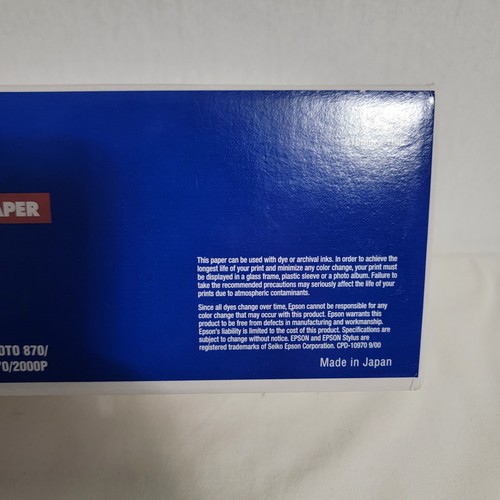 APER
This paper can be used with dye or archival inks. In order to achieve the
longest life of your print and minimize any color change, your print must
be displayed in a glass frame, plastic sleeve or a photo album. Failure to
take the recommended precautions may seriously affect the life of your
prints due to atmospheric contaminants.
Since all dyes change over time, Epson cannot be responsible for any
color change that may occur with this product. Epson warrants this
product to be free from defects in manufacturing and workmanship.
Epson's liability is limited to the cost of this product. Specifications are
subject to change without notice. EPSON and EPSON Stylus are
registered trademarks of Seiko Epson Corporation. CPD-10970 9/00
OTO 870/
70/2000P
Made in Japan